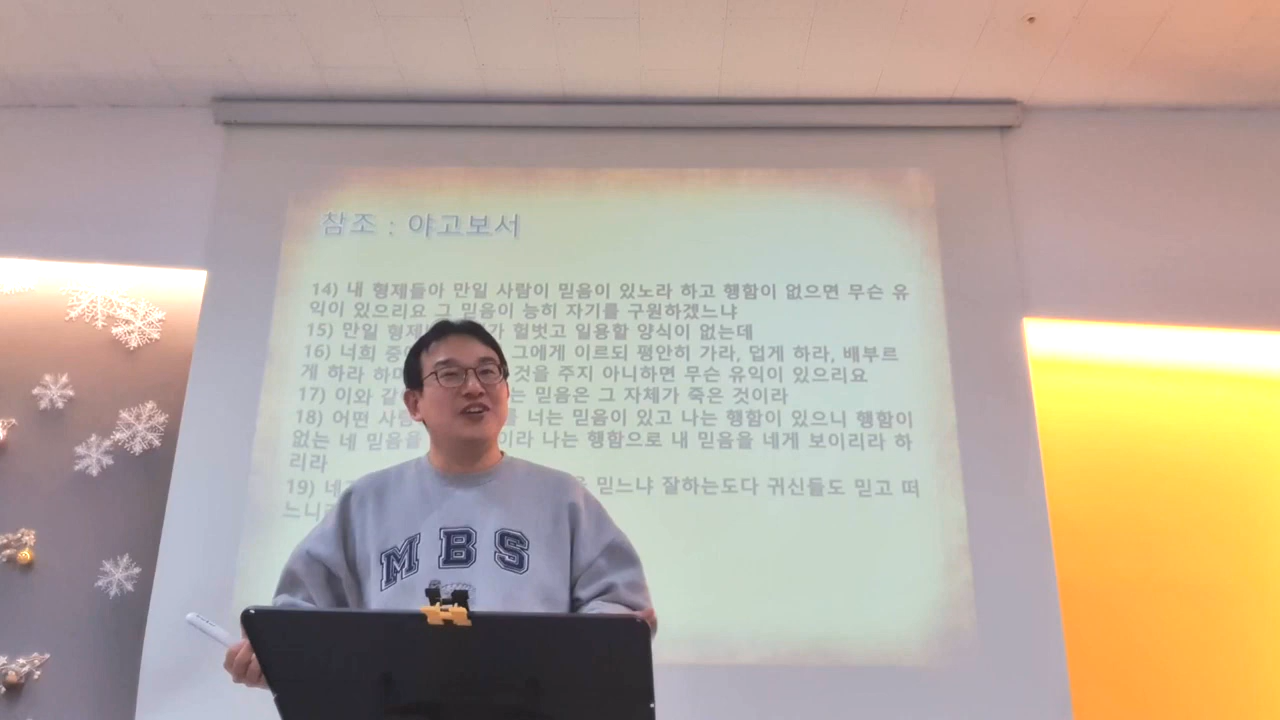 참조 : 야고보서
14) 내 형제들아 만일 사람이 믿음이 있노라 하고 행함이 없으면 무슨 유
익이 있으리요 그 믿음이 능히 자기를 구원하겠느냐
15) 만일 형제 가 헐벗고 일용할 양식이 없는데
16) 너희 중에 그에게 이르되 평안히 가라, 덥게 하라, 배부르
게 하라 하며 것을 주지 아니하면 무슨 유익이 있으리요
17) 이와 같 는 믿음은 그 자체가 죽은 것이라
18) 어떤 사람 너는 믿음이 있고 나는 행함이 있으니 행함이
없는 네 믿음을 이라 나는 행함으로 내 믿음을 네게 보이리라 하
리라
19) 네가 믿느냐 잘하는도다 귀신들도 믿고 떠
느니라
MBS